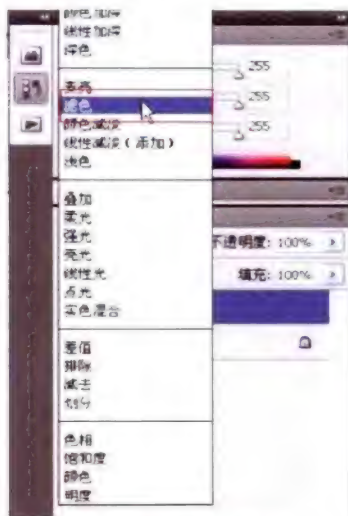 颜色加深
线性加深
深色
变亮
滤色
颜色减淡
线性减淡（添加）
浅色
叠加
柔光
强光
亮光
线性光
点光
实色混合
差值
排除
减去
划分
色相
饱和度
颜色
明度
255
255
255
不透明度: 100%
填充: 100%